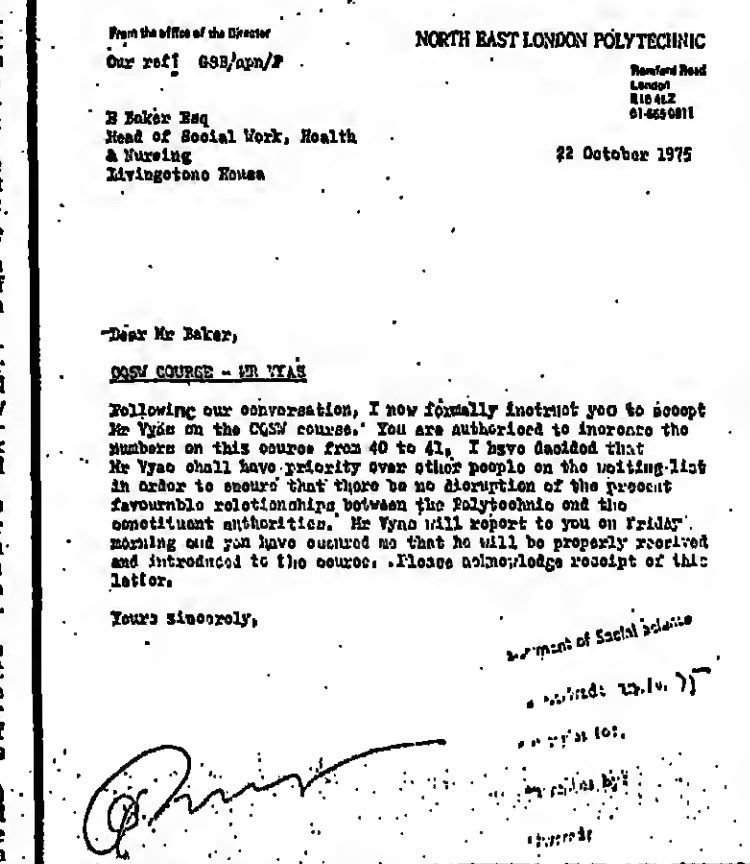 From the office of the Director
NORTH EAST LONDON POLYTECHNIC
Our ref: GSB/apn/P
Romford Road
London
E15 4LZ
01-555 0811
B Baker Esq
Head of Social Work, Health
& Nursing
Livingstone House
22 October 1975
Dear Mr Baker,
CQSW COURSE - MR VYAS
Following our conversation, I now formally instruct you to accept
Mr Vyas on the CQSW course. You are authorised to increase the
numbers on this course from 40 to 41. I have decided that
Mr Vyas shall have priority over other people on the waiting-list
in order to ensure that there be no disruption of the present
favourable relationships between the Polytechnic and the
constituent authorities. Mr Vyas will report to you on Friday
morning and you have assured me that he will be properly received
and introduced to the course. Please acknowledge receipt of this
letter.
Yours sincerely,
of Social Science